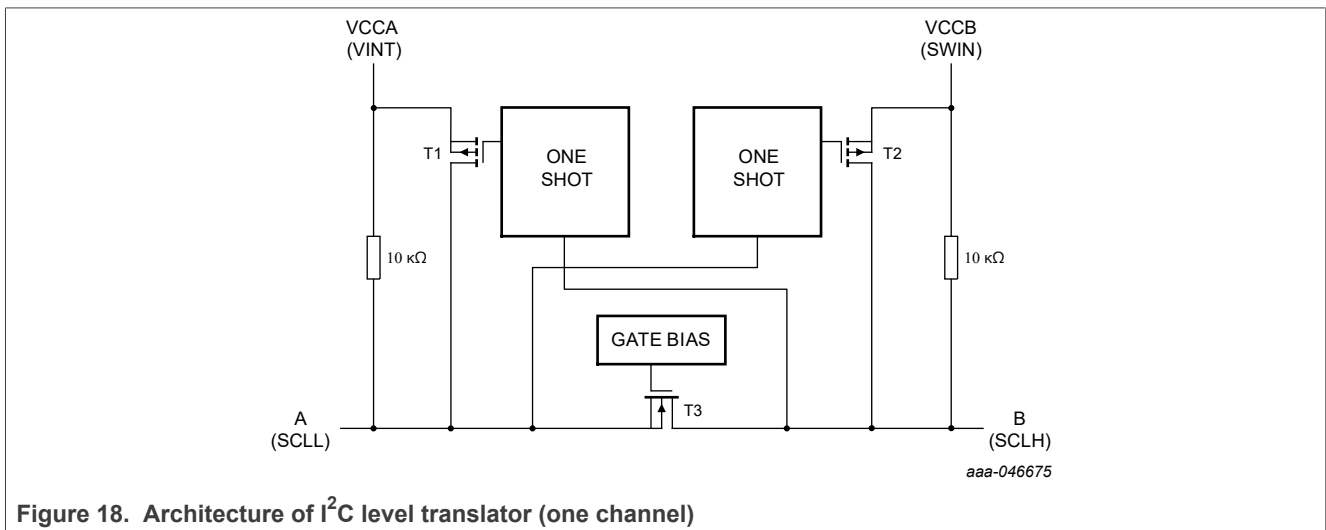 VCCA
(VINT)
VCCB
(SWIN)
T1
ONE
SHOT
ONE
SHOT
T2
10 κΩ
10 κΩ
GATE BIAS
T3
A
(SCLL)
B
(SCLH)
aaa-046675
Figure 18. Architecture of I²C level translator (one channel)